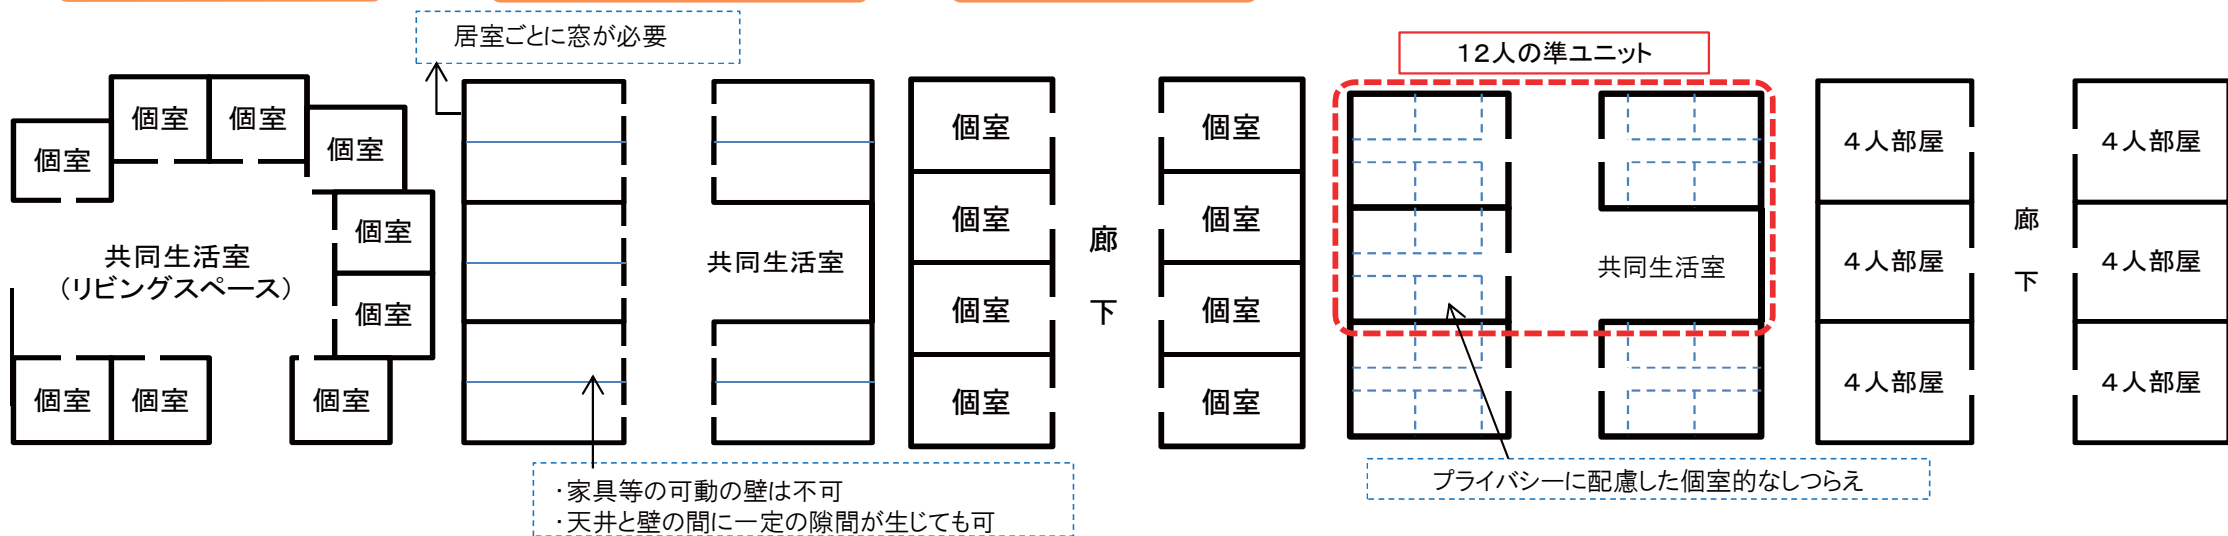 居室ごとに窓が必要
個室
個室
個室
個室
個室
個室
個室
個室
個室
共同生活室
（リビングスペース）
共同生活室
・家具等の可動の壁は不可
・天井と壁の間に一定の隙間が生じても可
個室
個室
個室
個室
廊
下
個室
個室
個室
個室
12人の準ユニット
共同生活室
プライバシーに配慮した個室的なしつらえ
4人部屋
4人部屋
4人部屋
廊
下
4人部屋
4人部屋
4人部屋